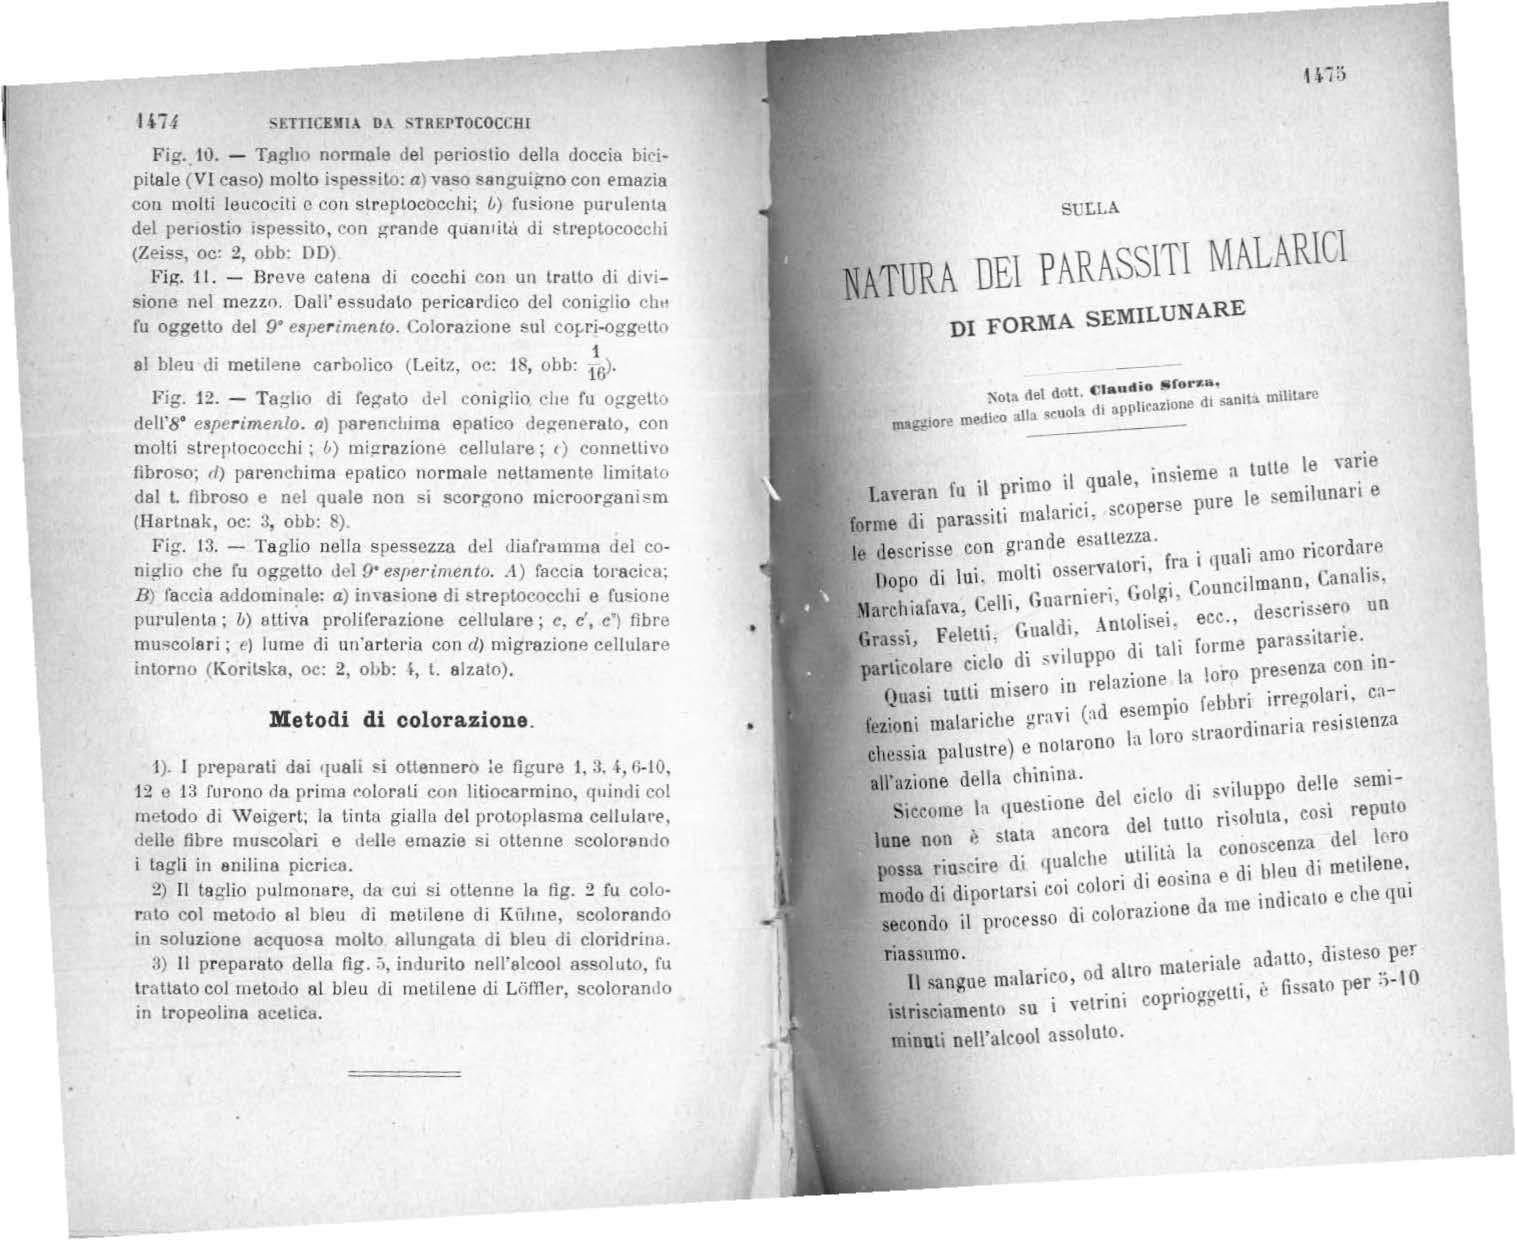 1474 SETTICEMIA DA STREPTOCOCCHI
Fig. 10. — Taglio normale del periostio della doccia bici-
pitale (VI caso) molto ispessito: a) vaso sanguigno con emazia
con molti leucociti e con streptococchi; b) fusione purulenta
del periostio ispessito, con grande quantità di streptococchi
(Zeiss, oc: 2, obb: DD).
Fig. 11. — Breve catena di cocchi con un tratto di divi-
sione nel mezzo. Dall' essudato pericardico del coniglio che
fu oggetto del 9° esperimento. Colorazione sul copri-oggetto
al bleu di metilene carbolico (Leitz, oc: 18, obb: 1/16).
Fig. 12. — Taglio di fegato del coniglio che fu oggetto
dell'8° esperimento. a) parenchima epatico degenerato, con
molti streptococchi ; b) migrazione cellulare ; c) connettivo
fibroso; d) parenchima epatico normale nettamente limitato
dal t. fibroso e nel quale non si scorgono microorganismi
(Hartnak, oc: 3, obb: 8).
Fig. 13. — Taglio nella spessezza del diaframma del co-
niglio che fu oggetto del 9° esperimento. A) faccia toracica;
B) faccia addominale: a) invasione di streptococchi e fusione
purulenta ; b) attiva proliferazione cellulare ; c, c', c") fibre
muscolari ; e) lume di un'arteria con d) migrazione cellulare
intorno (Koritska, oc: 2, obb: 4, t. alzato).
Metodi di colorazione.
1). I preparati dai quali si ottennero le figure 1, 3, 4, 6-10,
12 e 13 furono da prima colorati con litiocarmino, quindi col
metodo di Weigert; la tinta gialla del protoplasma cellulare,
delle fibre muscolari e delle emazie si ottenne scolorando
i tagli in anilina picrica.
2) Il taglio pulmonare, da cui si ottenne la fig. 2 fu colo-
rato col metodo al bleu di metilene di Kühne, scolorando
in soluzione acquosa molto allungata di bleu di cloridrina.
3) Il preparato della fig. 5, indurito nell'alcool assoluto, fu
trattato col metodo al bleu di metilene di Löffler, scolorando
in tropeolina acetica.
1475
SULLA
NATURA DEI PARASSITI MALARICI
DI FORMA SEMILUNARE
Nota del dott. Claudio Sforza,
maggiore medico alla scuola di applicazione di sanità militare
Laveran fu il primo il quale, insieme a tutte le varie
forme di parassiti malarici, scoperse pure le semilunari e
le descrisse con grande esattezza.
Dopo di lui, molti osservatori, fra i quali amo ricordare
Marchiafava, Celli, Guarnieri, Golgi, Councilmann, Canalis,
Grassi, Feletti, Gualdi, Antolisei, ecc., descrissero un
particolare ciclo di sviluppo di tali forme parassitarie.
Quasi tutti misero in relazione la loro presenza con in-
fezioni malariche gravi (ad esempio febbri irregolari, ca-
chessia palustre) e notarono la loro straordinaria resistenza
all'azione della chinina.
Siccome la questione del ciclo di sviluppo delle semi-
lune non è stata ancora del tutto risoluta, così reputo
possa riuscire di qualche utilità la conoscenza del loro
modo di diportarsi coi colori di eosina e di bleu di metilene,
secondo il processo di colorazione da me indicato e che qui
riassumo.
Il sangue malarico, od altro materiale adatto, disteso per
istrisciamento su i vetrini coprioggetti, è fissato per 5-10
minuti nell'alcool assoluto.